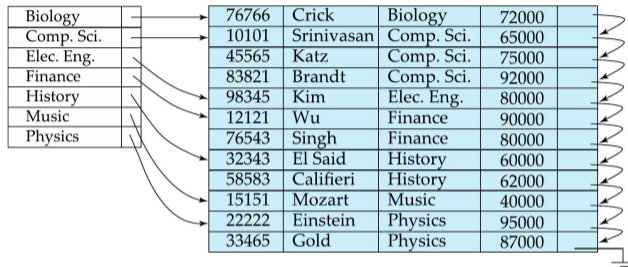 Biology
Comp. Sci.
Elec. Eng.
Finance
History
Music
Physics
76766 Crick Biology 72000
10101 Srinivasan Comp. Sci. 65000
45565 Katz Comp. Sci. 75000
83821 Brandt Comp. Sci. 92000
98345 Kim Elec. Eng. 80000
12121 Wu Finance 90000
76543 Singh Finance 80000
32343 El Said History 60000
58583 Califieri History 62000
15151 Mozart Music 40000
22222 Einstein Physics 95000
33465 Gold Physics 87000